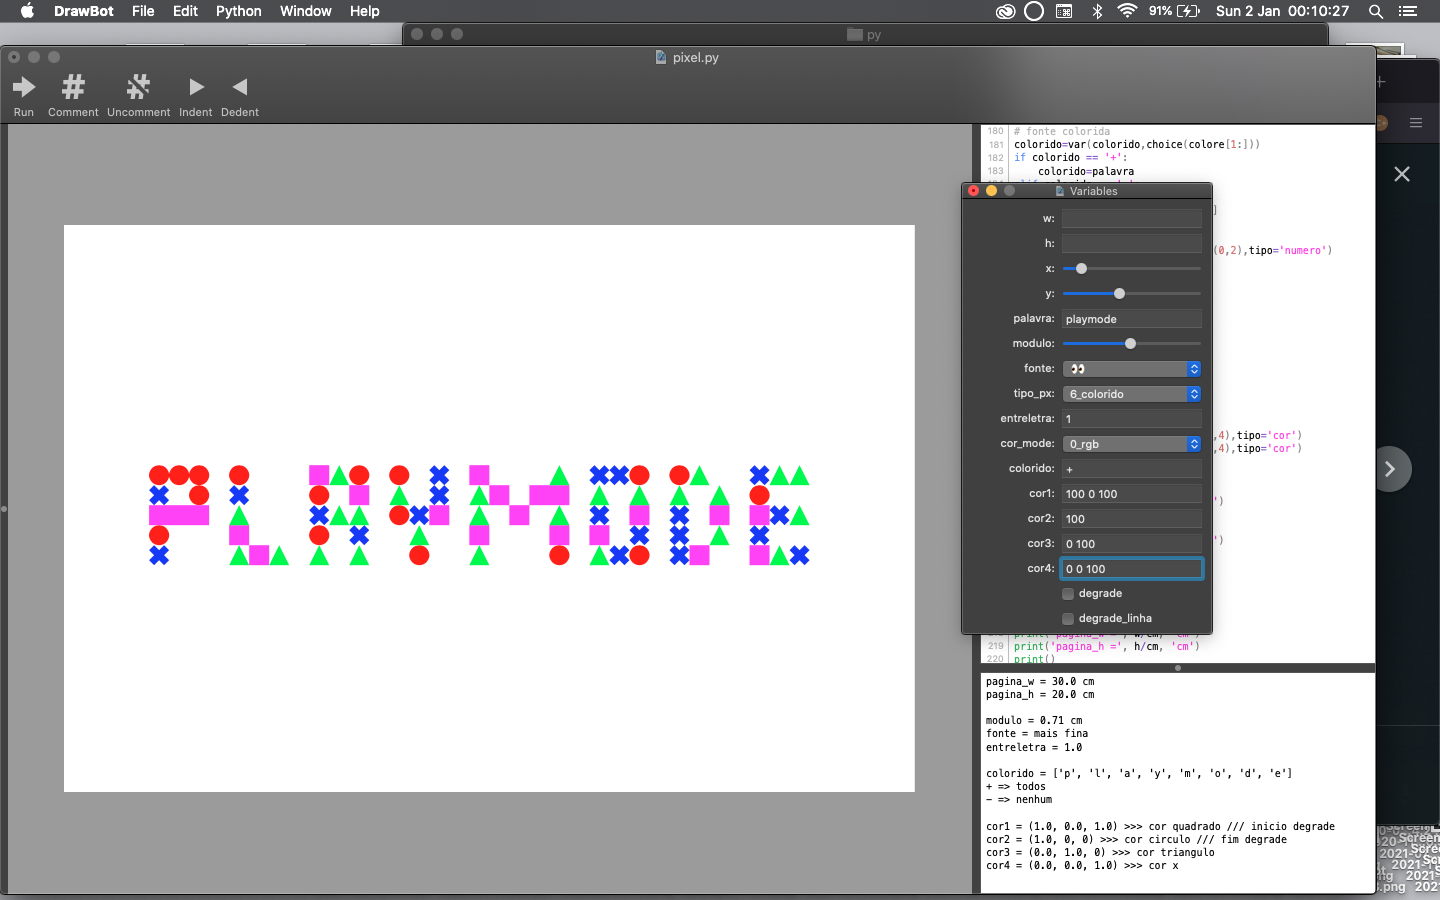 DrawBot File Edit Python Window Help 91% Sun 2 Jan 00:10:27
py
pixel.py
Run Comment Uncomment Indent Dedent
180 # fonte colorida
181 colorido=var(colorido,choice(colore[1:]))
182 if colorido == '+':
183 colorido=palavra
Variables
w:
h:
x:
y:
palavra: playmode
modulo:
fonte: 👀
tipo_px: 6_colorido
entreletra: 1
cor_mode: 0_rgb
colorido: +
cor1: 100 0 100
cor2: 100
cor3: 0 100
cor4: 0 0 100
degrade
degrade_linha
]
(0,2),tipo='numero')
,4),tipo='cor')
,4),tipo='cor')
')
')
219 print('pagina_h =', h/cm, 'cm')
220 print()
PLAYMODE
pagina_w = 30.0 cm
pagina_h = 20.0 cm
modulo = 0.71 cm
fonte = mais fina
entreletra = 1.0
colorido = ['p', 'l', 'a', 'y', 'm', 'o', 'd', 'e']
+ => todos
- => nenhum
cor1 = (1.0, 0.0, 1.0) >>> cor quadrado /// inicio degrade
cor2 = (1.0, 0, 0) >>> cor circulo /// fim degrade
cor3 = (0.0, 1.0, 0) >>> cor triangulo
cor4 = (0.0, 0.0, 1.0) >>> cor x